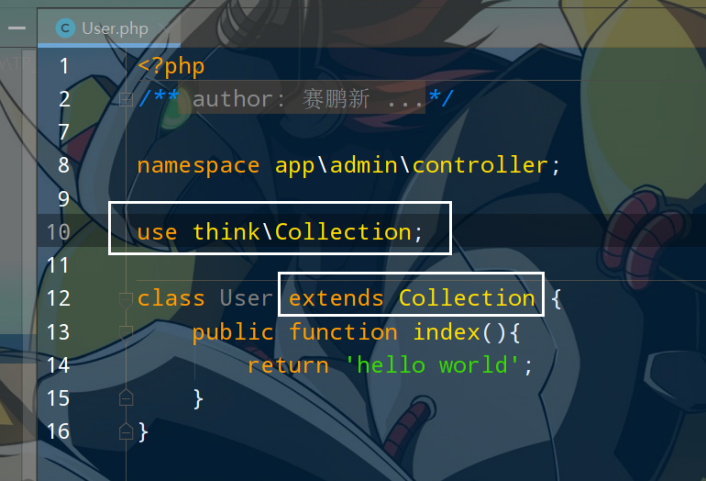 User.php
1 <?php
2 /** author: 赛鹏新 ...*/
7
8 namespace app\admin\controller;
9
10 use think\Collection;
11
12 class User extends Collection {
13 public function index(){
14 return 'hello world';
15 }
16 }